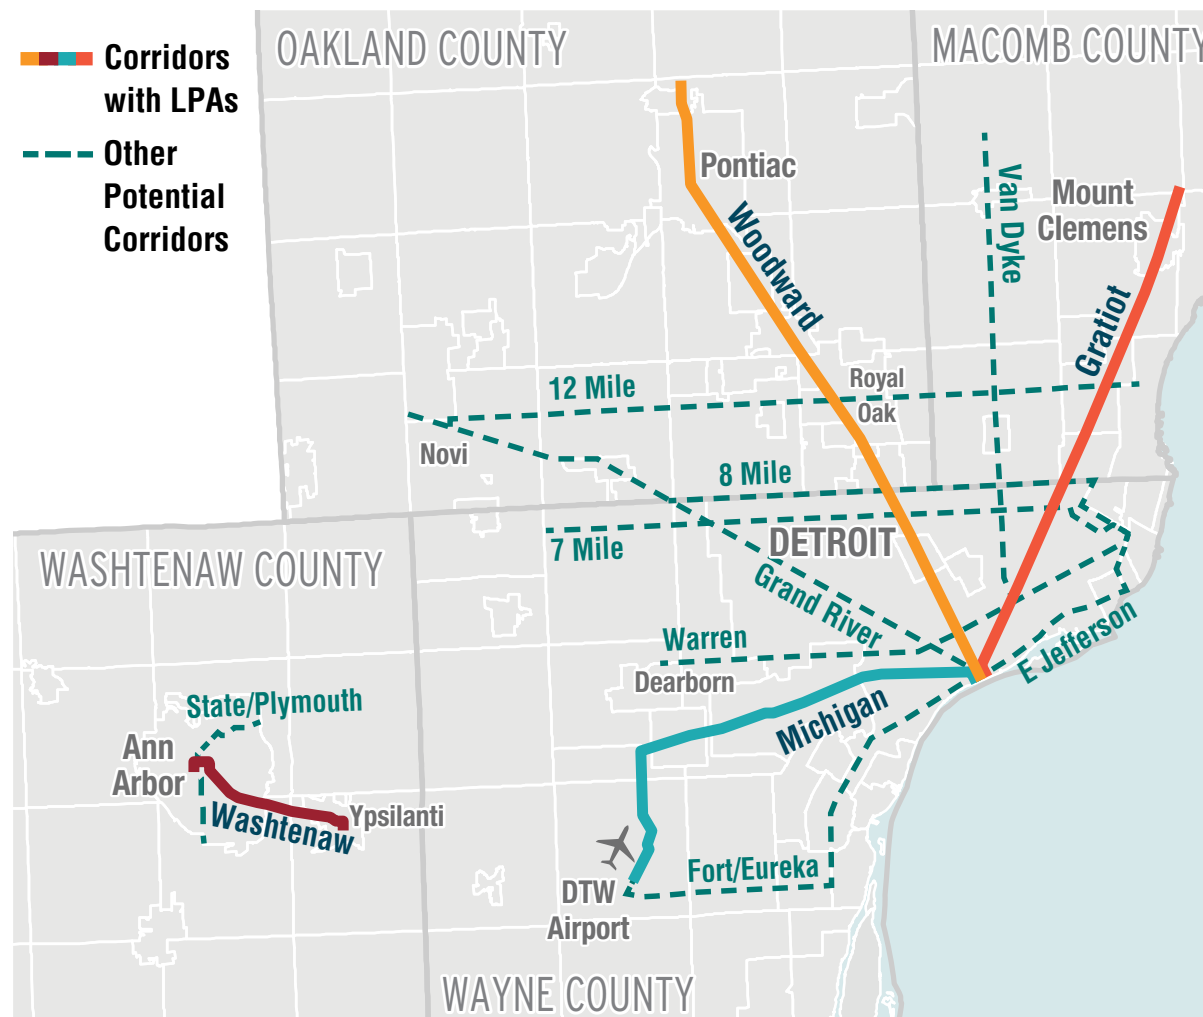 OAKLAND COUNTY
MACOMB COUNTY
Corridors
with LPAs
Other
Potential
Corridors
Pontiac
Van Dyke
Mount
Clemens
Woodward
Gratiot
Royal
Oak
12 Mile
Novi
8 Mile
7 Mile
DETROIT
WASHTENAW COUNTY
Grand River
Warren
E Jefferson
Dearborn
State/Plymouth
Michigan
Ann
Arbor
Ypsilanti
Washtenaw
Fort/Eureka
DTW
Airport
WAYNE COUNTY